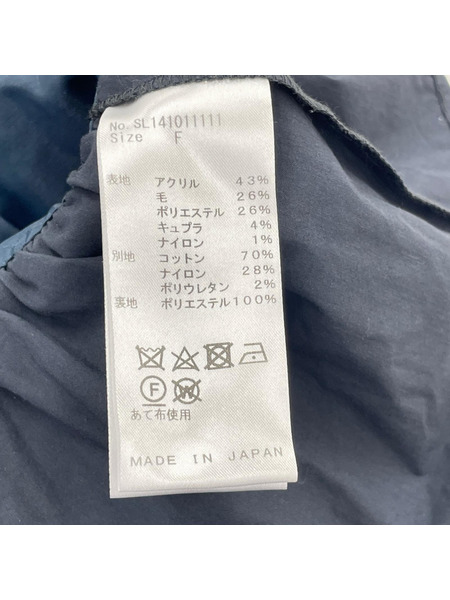 No. SL141011111
Size F
表地 アクリル 43%
毛 26%
ポリエステル 26%
キュプラ 4%
ナイロン 1%
別地 コットン 70%
ナイロン 28%
ポリウレタン 2%
裏地 ポリエステル 100%
F W
あて布使用
MADE IN JAPAN